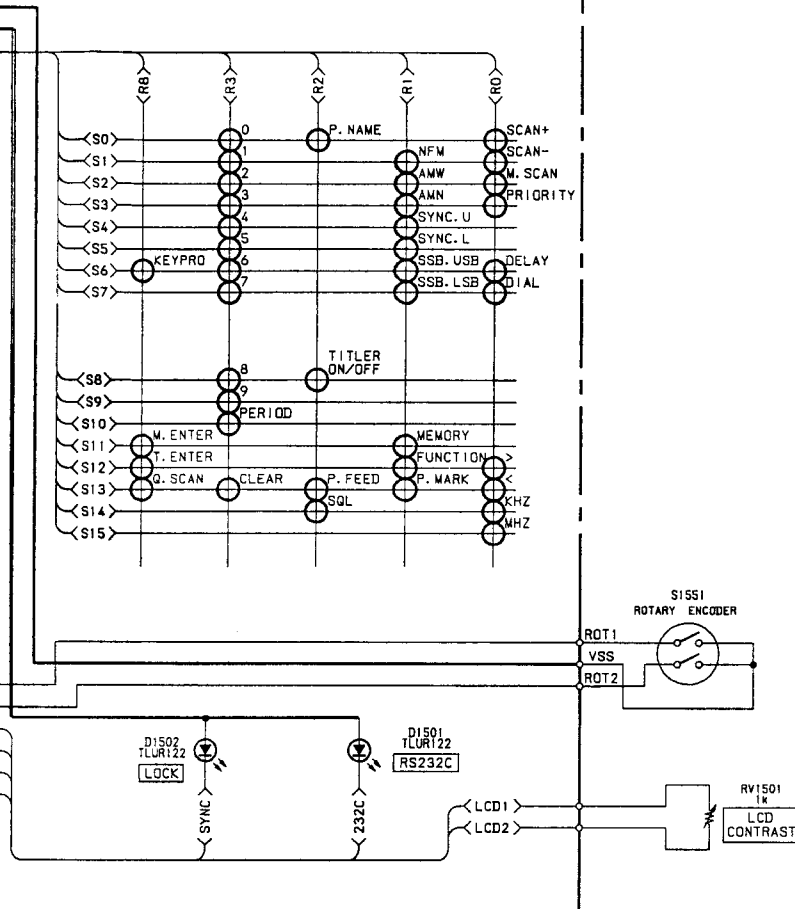 R8 R3 R2 R1 R0
S0 0 P.NAME SCAN+
S1 1 NFM SCAN-
S2 2 AMW M.SCAN
S3 3 AMN PRIORITY
S4 4 SYNC.U
S5 5 SYNC.L
S6 KEYPRO 6 SSB.USB DELAY
S7 7 SSB.LSB DIAL
TITLER
S8 8 ON/OFF
S9 9
S10 PERIOD
S11 M.ENTER MEMORY
S12 T.ENTER FUNCTION >
S13 Q.SCAN CLEAR P.FEED P.MARK <
S14 SQL KHZ
S15 MHZ
S1551
ROTARY ENCODER
ROT1
VSS
ROT2
D1502
TLUR122
LOCK
D1501
TLUR122
RS232C
SYNC
232C
LCD1
LCD2
RV1501
1k
LCD
CONTRAST